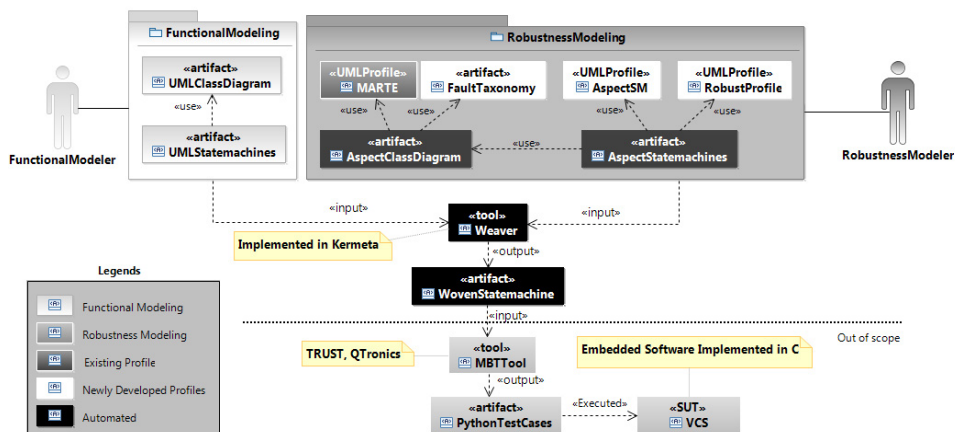 FunctionalModeling
RobustnessModeling
«artifact»
UMLClassDiagram
«use»
«artifact»
UMLStatemachines
FunctionalModeler
«UMLProfile»
MARTE
«artifact»
FaultTaxonomy
«UMLProfile»
AspectSM
«UMLProfile»
RobustProfile
«use»
«use»
«use»
«use»
«artifact»
AspectClassDiagram
«use»
«artifact»
AspectStatemachines
RobustnessModeler
«input»
«input»
«tool»
Weaver
Implemented in Kermeta
«output»
«artifact»
WovenStatemachine
«input»
Out of scope
TRUST, QTronics
«tool»
MBTTool
Embedded Software Implemented in C
«output»
«artifact»
PythonTestCases
«Executed»
«SUT»
VCS
Legends
<A> Functional Modeling
<A> Robustness Modeling
<A> Existing Profile
<A> Newly Developed Profiles
<A> Automated